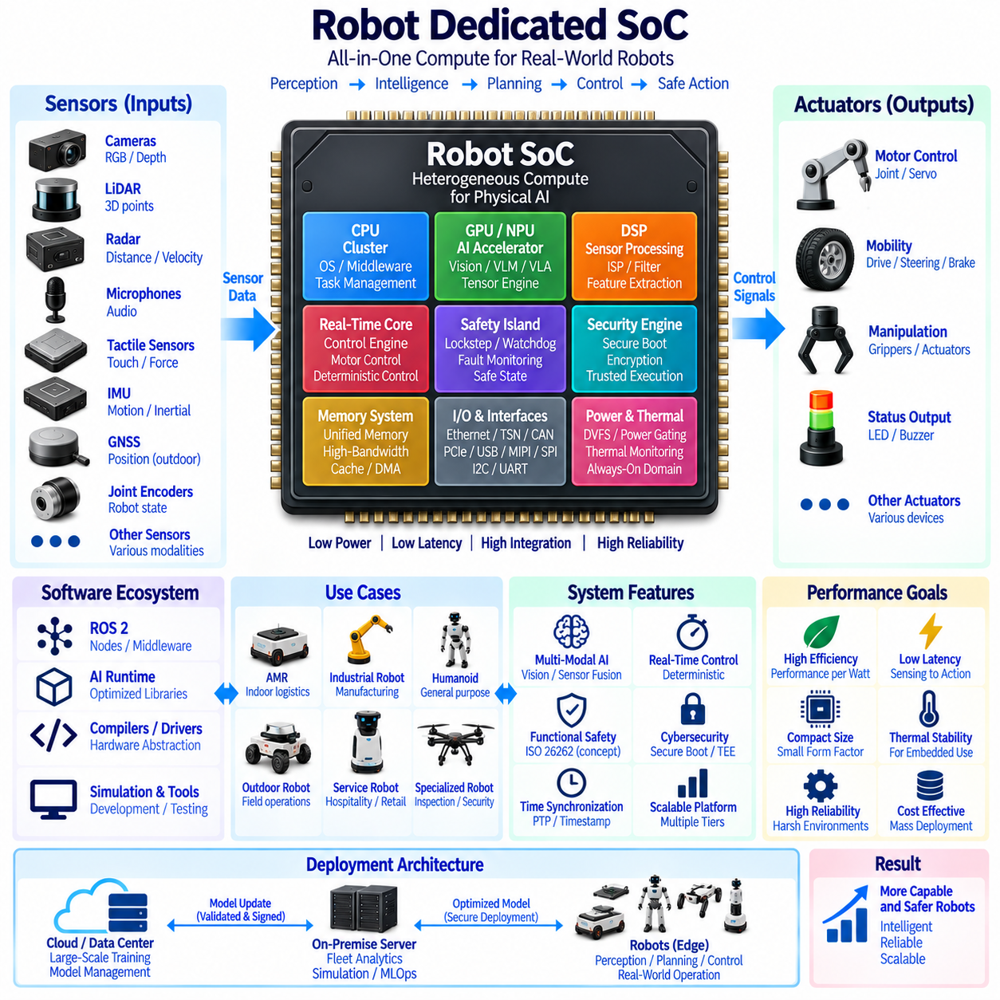 Robot Dedicated SoC
All-in-One Compute for Real-World Robots
Perception → Intelligence → Planning → Control → Safe Action
Sensors (Inputs)
Cameras
RGB / Depth
LiDAR
3D points
Radar
Distance / Velocity
Microphones
Audio
Tactile Sensors
Touch / Force
IMU
Motion / Inertial
GNSS
Position (outdoor)
Joint Encoders
Robot state
Other Sensors
Various modalities
Sensor
Data
Robot SoC
Heterogeneous Compute
for Physical AI
CPU
Cluster
OS / Middleware
Task Management
GPU / NPU
AI Accelerator
Vision / VLM / VLA
Tensor Engine
DSP
Sensor Processing
ISP / Filter
Feature Extraction
Real-Time Core
Control Engine
Motor Control
Deterministic Control
Safety Island
Lockstep / Watchdog
Fault Monitoring
Safe State
Security Engine
Secure Boot
Encryption
Trusted Execution
Memory System
Unified Memory
High-Bandwidth
Cache / DMA
I/O & Interfaces
Ethernet / TSN / CAN
PCIe / USB / MIPI / SPI
I2C / UART
Power & Thermal
DVFS / Power Gating
Thermal Monitoring
Always-On Domain
Low Power | Low Latency | High Integration | High Reliability
Control
Signals
Actuators (Outputs)
Motor Control
Joint / Servo
Mobility
Drive / Steering / Brake
Manipulation
Grippers / Actuators
Status Output
LED / Buzzer
Other Actuators
Various devices
Software Ecosystem
ROS 2
Nodes / Middleware
AI Runtime
Optimized Libraries
Compilers / Drivers
Hardware Abstraction
Simulation & Tools
Development / Testing
Use Cases
AMR
Indoor logistics
Industrial Robot
Manufacturing
Humanoid
General purpose
Outdoor Robot
Field operations
Service Robot
Hospitality / Retail
Specialized Robot
Inspection / Security
System Features
Multi-Modal AI
Vision / Sensor Fusion
Real-Time Control
Deterministic
Functional Safety
ISO 26262 (concept)
Cybersecurity
Secure Boot / TEE
Time Synchronization
PTP / Timestamp
Scalable Platform
Multiple Tiers
Performance Goals
High Efficiency
Performance per Watt
Low Latency
Sensing to Action
Compact Size
Small Form Factor
Thermal Stability
For Embedded Use
High Reliability
Harsh Environments
Cost Effective
Mass Deployment
Deployment Architecture
Cloud / Data Center
Large-Scale Training
Model Management
Model Update
(Validated & Signed)
On-Premise Server
Fleet Analytics
Simulation / MLOps
Optimized Model
(Secure Deployment)
Robots (Edge)
Perception / Planning / Control
Real-World Operation
Result
More Capable
and Safer Robots
Intelligent
Reliable
Scalable